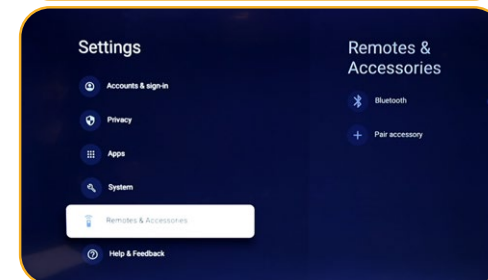 Settings
Accounts & sign-in
Privacy
Apps
System
Remotes & Accessories
Help & Feedback
Remotes &
Accessories
Bluetooth
Pair accessory